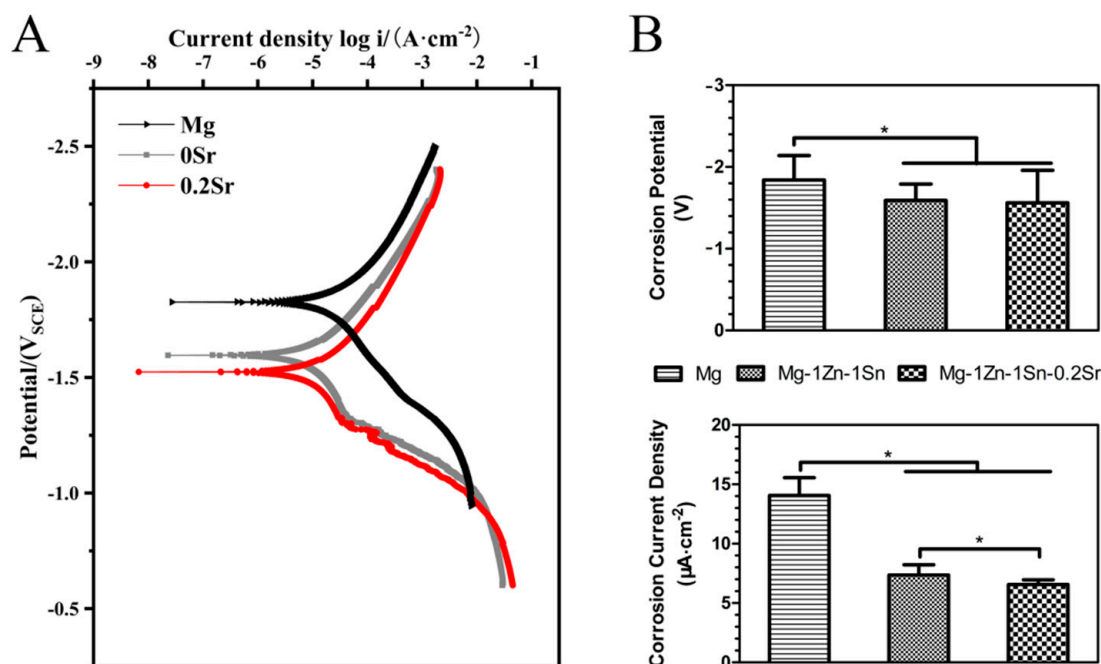 A
Current density log i/(A·cm⁻²)
-9 -8 -7 -6 -5 -4 -3 -2 -1
Mg
0Sr
0.2Sr
Potential/(V_SCE)
-2.5
-2.0
-1.5
-1.0
-0.5
B
Corrosion Potential
(V)
−3
−2
−1
0
*
Mg Mg-1Zn-1Sn Mg-1Zn-1Sn-0.2Sr
Corrosion Current Density
(µA·cm⁻²)
20
15
10
5
0
*
*